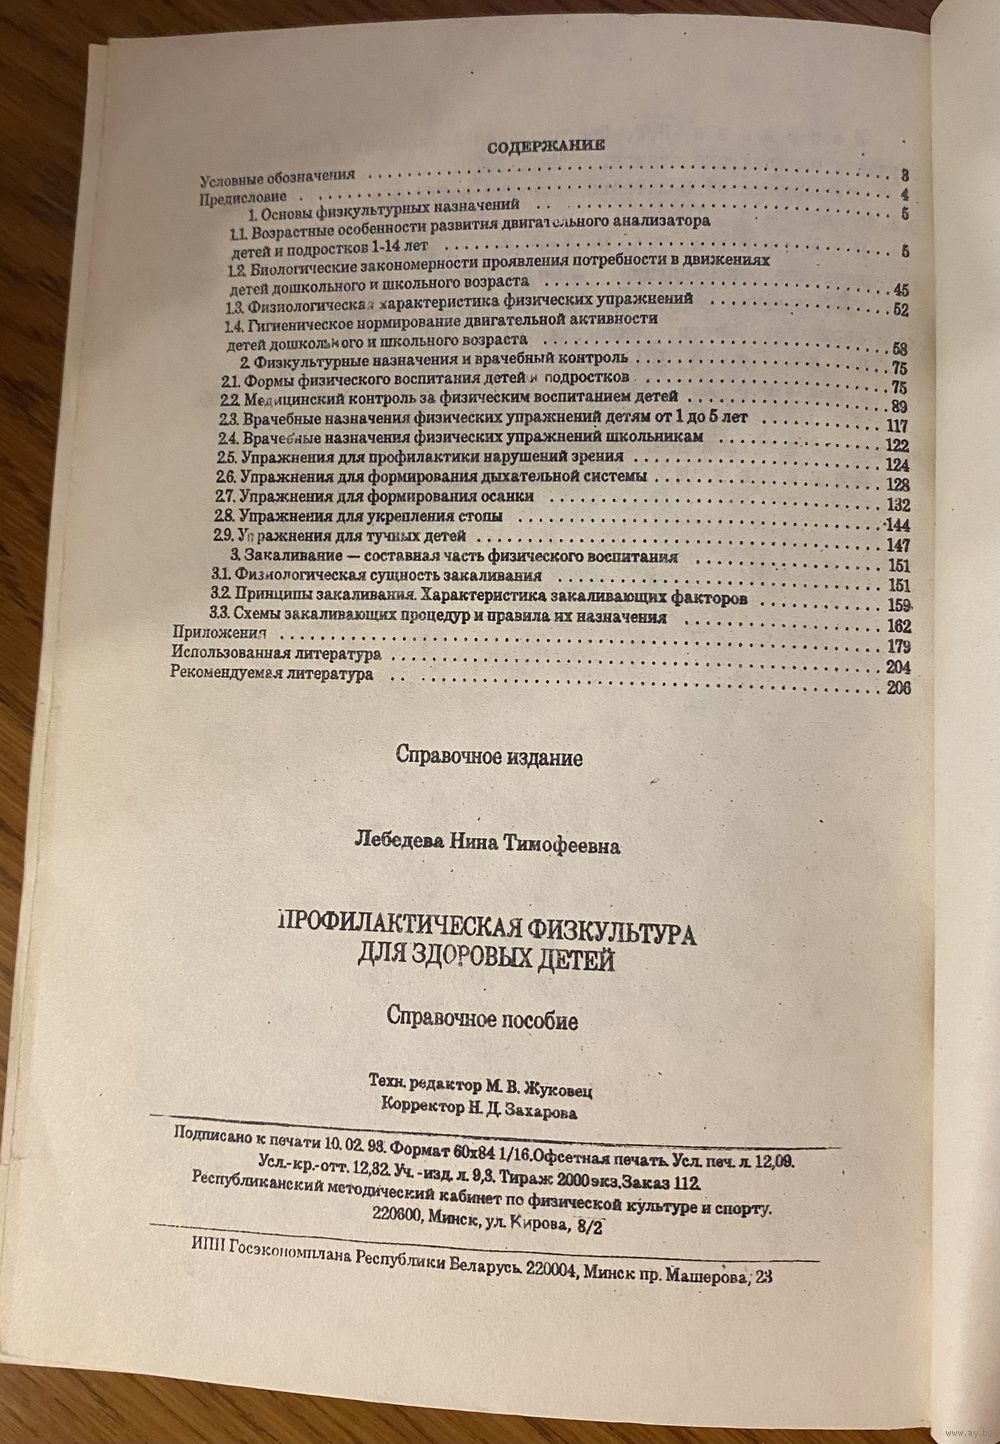 СОДЕРЖАНИЕ
Условные обозначения . . . . . . . . . . 3
Предисловие . . . . . . . . . . 4
1. Основы физкультурных назначений . . . . . . . . . . 5
1.1. Возрастные особенности развития двигательного анализатора
детей и подростков 1-14 лет . . . . . . . . . . 5
1.2. Биологические закономерности проявления потребности в движениях
детей дошкольного и школьного возраста . . . . . . . . . . 45
1.3. Физиологическая характеристика физических упражнений . . . . . . . . . . 52
1.4. Гигиеническое нормирование двигательной активности
детей дошкольного и школьного возраста . . . . . . . . . . 58
2. Физкультурные назначения и врачебный контроль . . . . . . . . . . 75
2.1. Формы физического воспитания детей и подростков . . . . . . . . . . 75
2.2. Медицинский контроль за физическим воспитанием детей . . . . . . . . . . 89
2.3. Врачебные назначения физических упражнений детям от 1 до 5 лет . . . . . . . . . . 117
2.4. Врачебные назначения физических упражнений школьникам . . . . . . . . . . 122
2.5. Упражнения для профилактики нарушений зрения . . . . . . . . . . 124
2.6. Упражнения для формирования дыхательной системы . . . . . . . . . . 128
2.7. Упражнения для формирования осанки . . . . . . . . . . 132
2.8. Упражнения для укрепления стопы . . . . . . . . . . 144
2.9. Упражнения для тучных детей . . . . . . . . . . 147
3. Закаливание — составная часть физического воспитания . . . . . . . . . . 151
3.1. Физиологическая сущность закаливания . . . . . . . . . . 151
3.2. Принципы закаливания. Характеристика закаливающих факторов . . . . . . . . . . 159
3.3. Схемы закаливающих процедур и правила их назначения . . . . . . . . . . 162
Приложения . . . . . . . . . . 179
Использованная литература . . . . . . . . . . 204
Рекомендуемая литература . . . . . . . . . . 206
Справочное издание
Лебедева Нина Тимофеевна
ПРОФИЛАКТИЧЕСКАЯ ФИЗКУЛЬТУРА
ДЛЯ ЗДОРОВЫХ ДЕТЕЙ
Справочное пособие
Техн. редактор М. В. Жуковец
Корректор Н. Д. Захарова
Подписано к печати 10. 02. 93. Формат 60х84 1/16.Офсетная печать. Усл. печ. л. 12,09.
Усл.-кр.-отт. 12,32. Уч. -изд. л. 9,3. Тираж 2000 экз.Заказ 112.
Республиканский методический кабинет по физической культуре и спорту.
220600, Минск, ул. Кирова, 8/2
ИПП Госэкономплана Республики Беларусь. 220004, Минск пр. Машерова, 23
www.ay.by